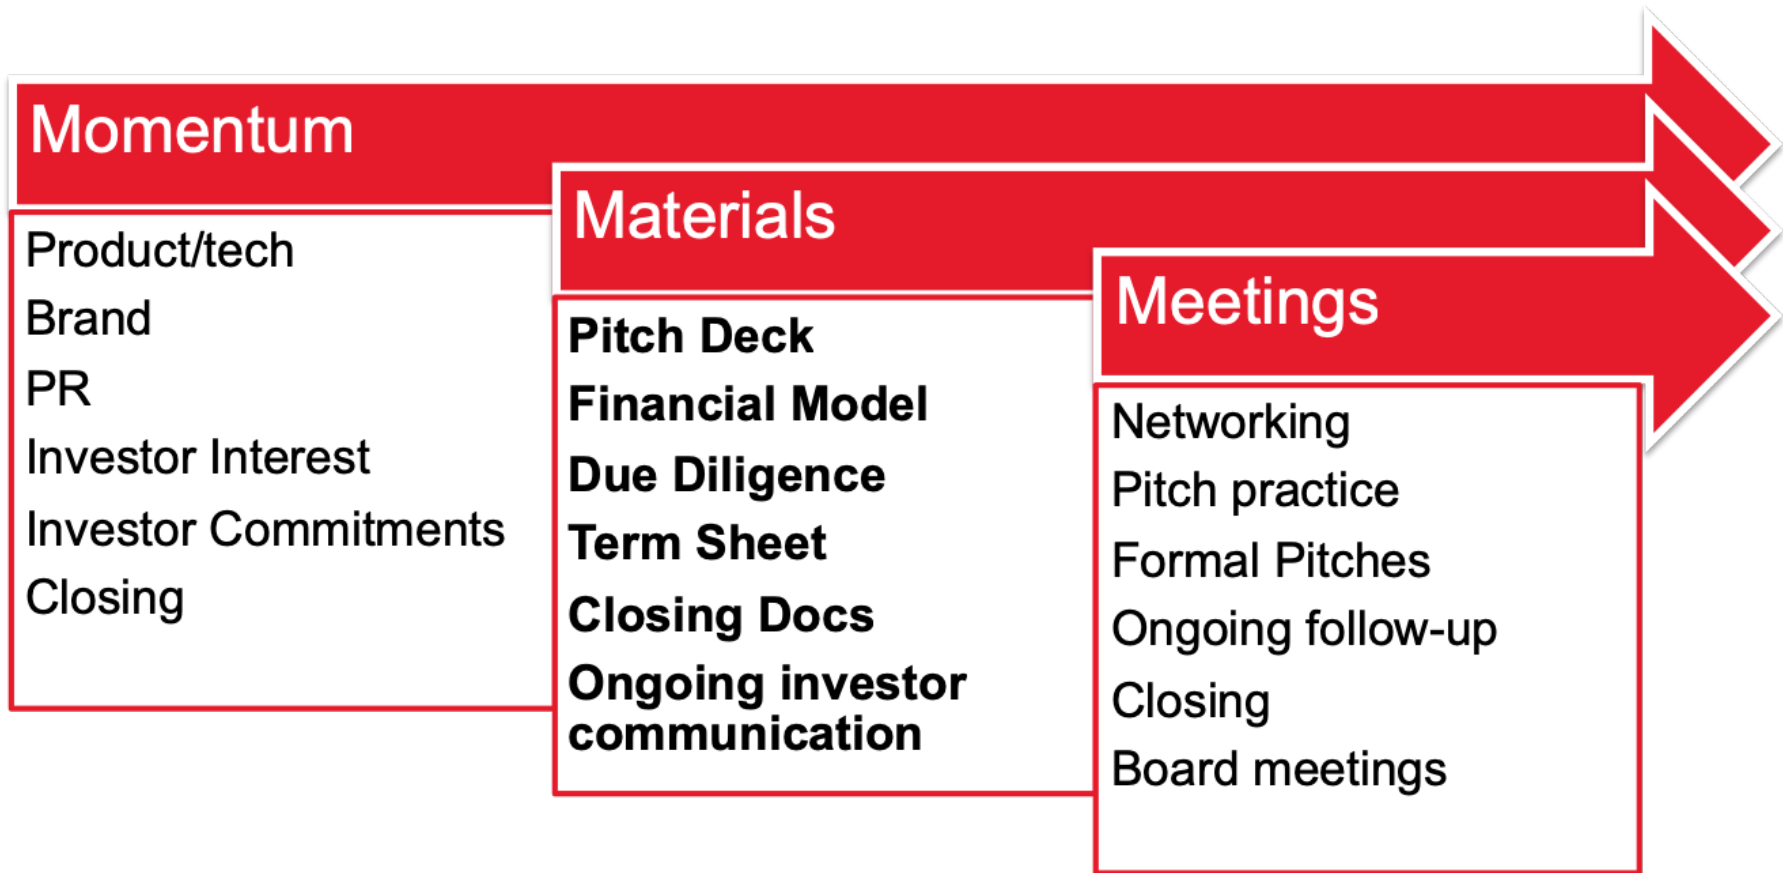 Momentum
Product/tech
Brand
PR
Investor Interest
Investor Commitments
Closing
Materials
Pitch Deck
Financial Model
Due Diligence
Term Sheet
Closing Docs
Ongoing investor
communication
Meetings
Networking
Pitch practice
Formal Pitches
Ongoing follow-up
Closing
Board meetings